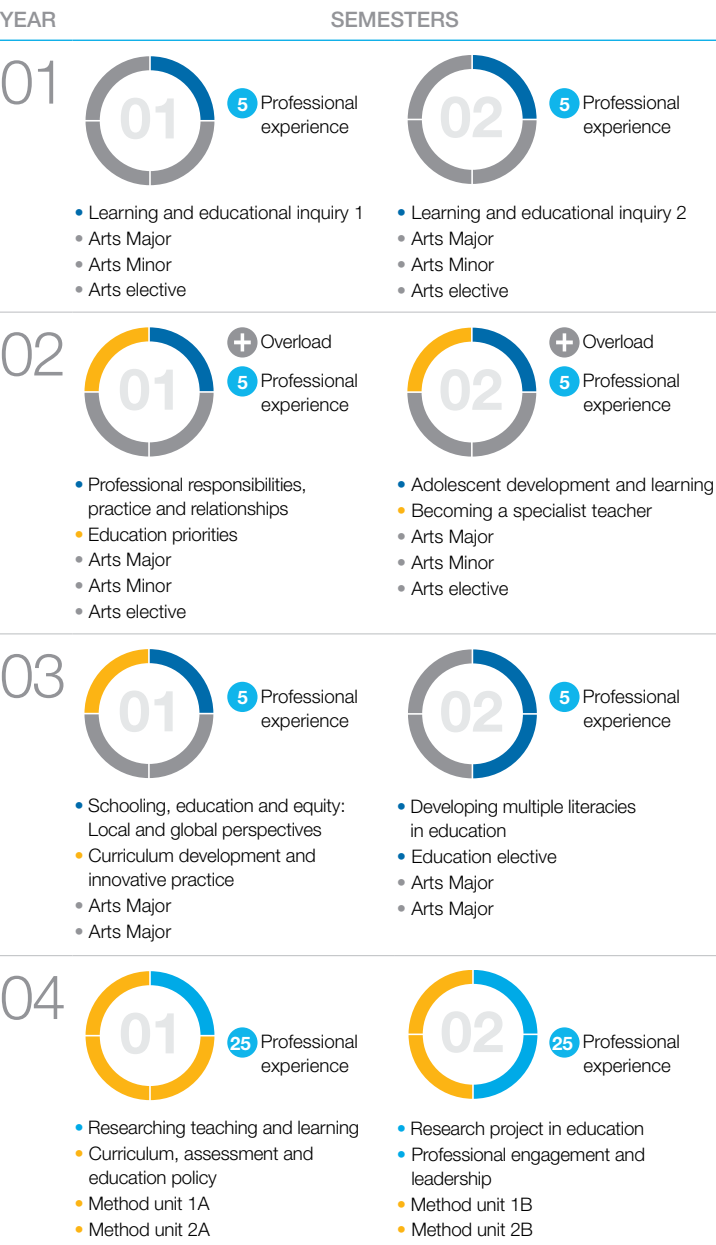 YEAR
SEMESTERS
01
01
5 Professional
experience
• Learning and educational inquiry 1
• Arts Major
• Arts Minor
• Arts elective
02
5 Professional
experience
• Learning and educational inquiry 2
• Arts Major
• Arts Minor
• Arts elective
02
01
+ Overload
5 Professional
experience
• Professional responsibilities,
practice and relationships
• Education priorities
• Arts Major
• Arts Minor
• Arts elective
02
+ Overload
5 Professional
experience
• Adolescent development and learning
• Becoming a specialist teacher
• Arts Major
• Arts Minor
• Arts elective
03
01
5 Professional
experience
• Schooling, education and equity:
Local and global perspectives
• Curriculum development and
innovative practice
• Arts Major
• Arts Major
02
5 Professional
experience
• Developing multiple literacies
in education
• Education elective
• Arts Major
• Arts Major
04
01
25 Professional
experience
• Researching teaching and learning
• Curriculum, assessment and
education policy
• Method unit 1A
• Method unit 2A
02
25 Professional
experience
• Research project in education
• Professional engagement and
leadership
• Method unit 1B
• Method unit 2B